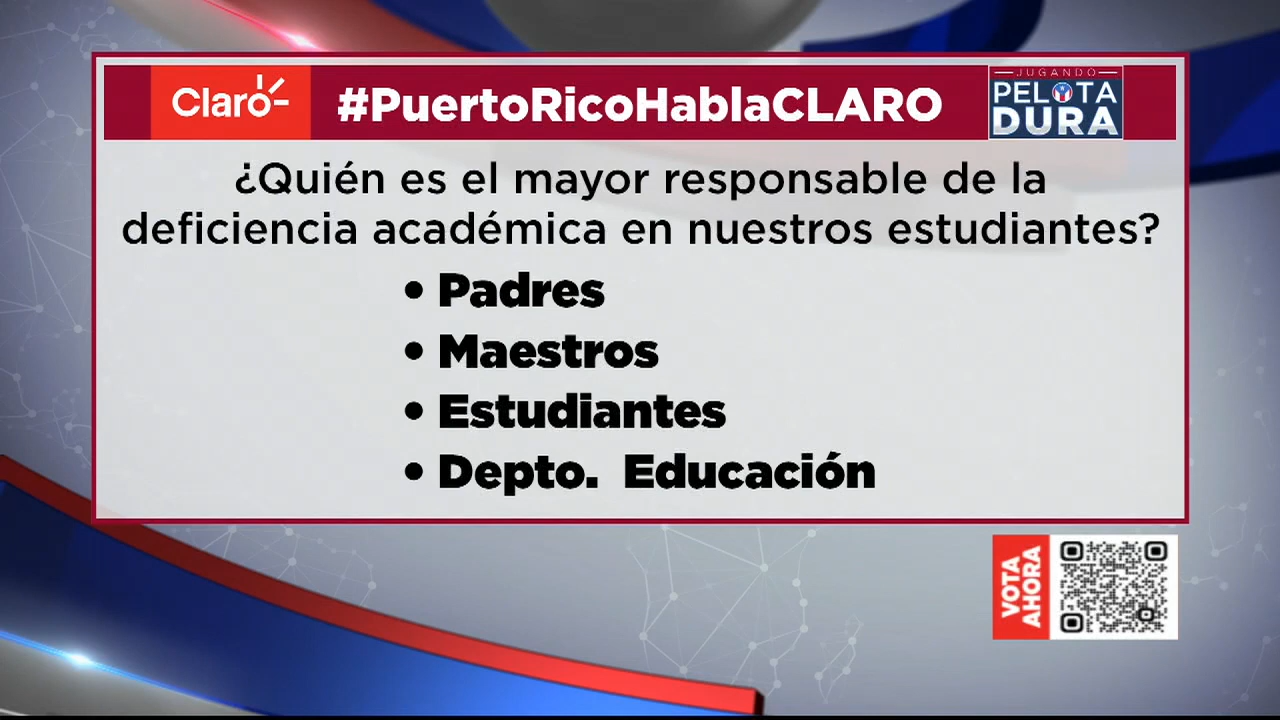 Claro
#PuertoRicoHablaCLARO
JUGANDO
PELOTA
DURA
¿Quién es el mayor responsable de la
deficiencia académica en nuestros estudiantes?
• Padres
• Maestros
• Estudiantes
• Depto. Educación
VOTA
AHORA